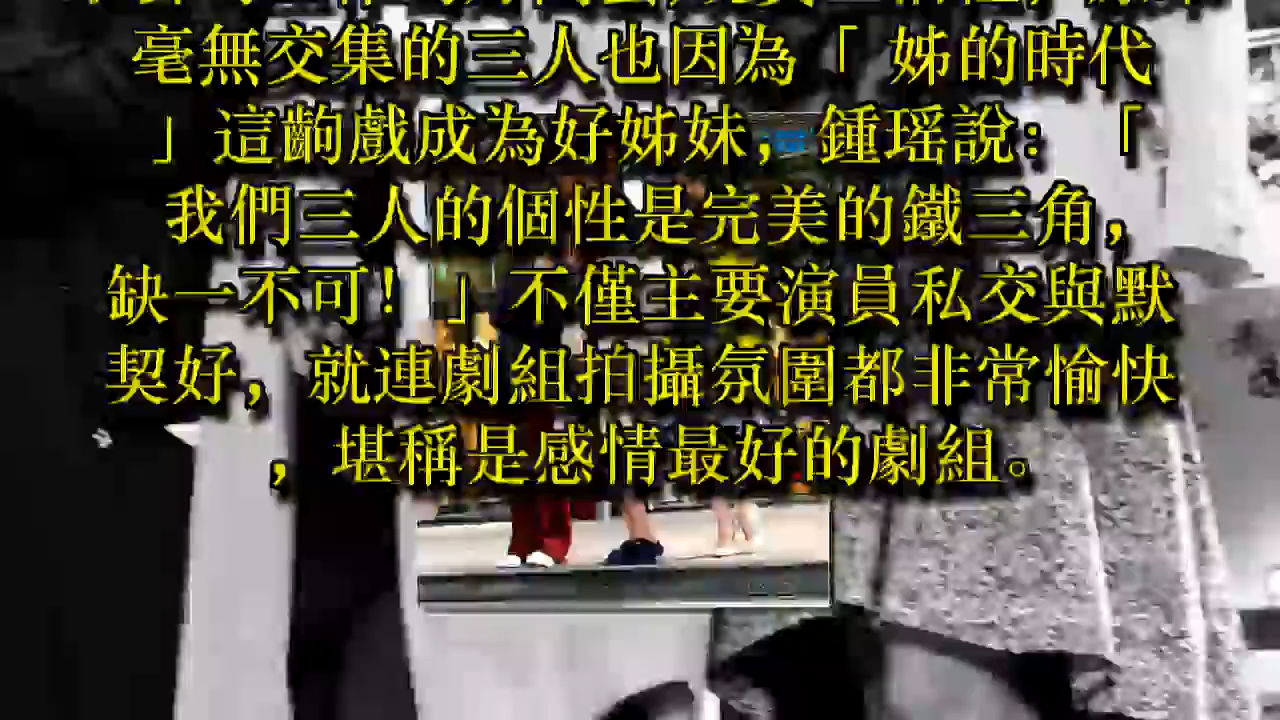 毫無交集的三人也因為「 姊的時代
」這齣戲成為好姊妹，鍾瑶說：「
我們三人的個性是完美的鐵三角，
缺一不可！」不僅主要演員私交與默
契好，就連劇組拍攝氛圍都非常愉快
，堪稱是感情最好的劇組。